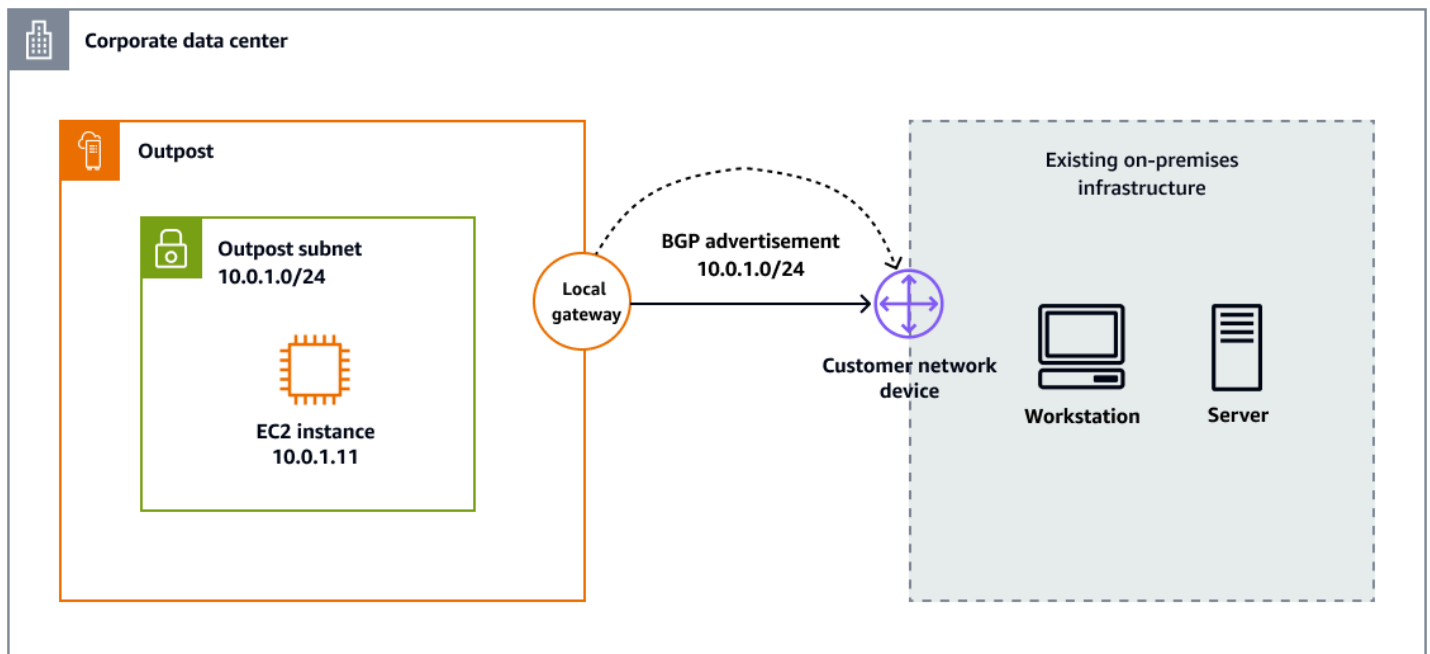 Corporate data center
Outpost
Outpost subnet
10.0.1.0/24
EC2 instance
10.0.1.11
Local
gateway
BGP advertisement
10.0.1.0/24
Customer network
device
Existing on-premises
infrastructure
Workstation
Server